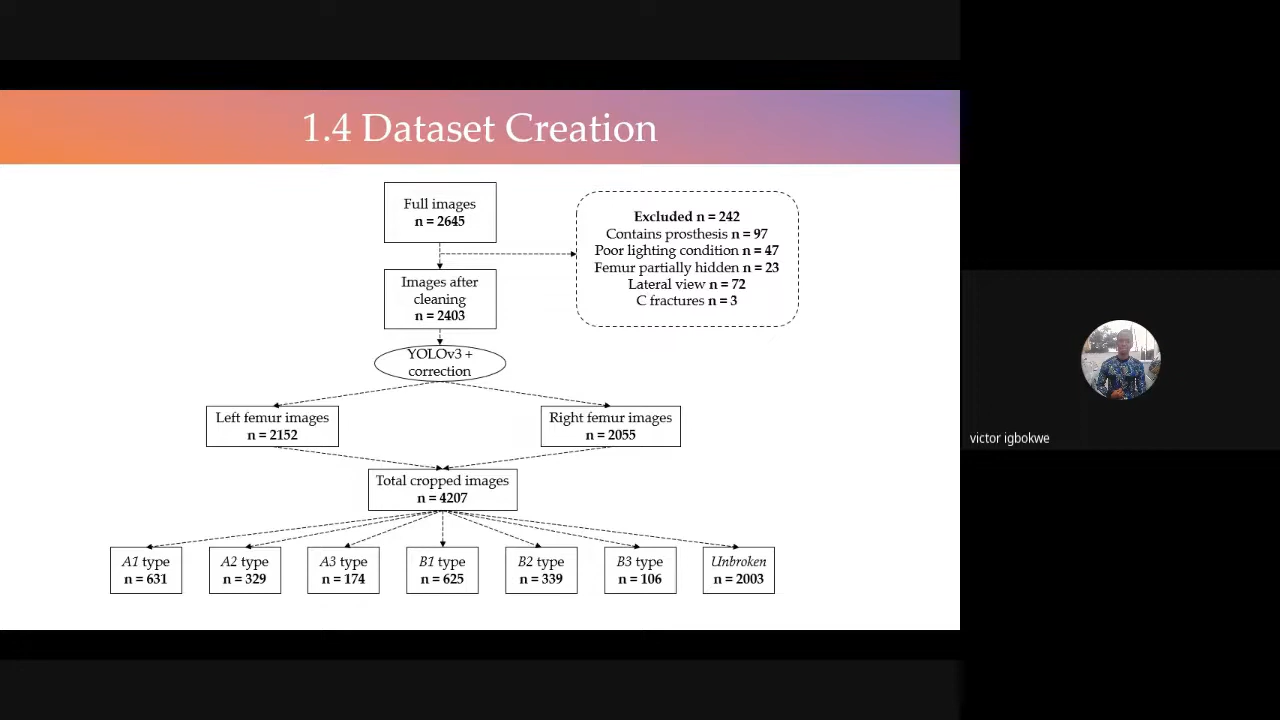 1.4 Dataset Creation
Full images
n = 2645
Excluded n = 242
Contains prosthesis n = 97
Poor lighting condition n = 47
Femur partially hidden n = 23
Lateral view n = 72
C fractures n = 3
Images after
cleaning
n = 2403
YOLOv3 +
correction
Left femur images
n = 2152
Right femur images
n = 2055
Total cropped images
n = 4207
A1 type
n = 631
A2 type
n = 329
A3 type
n = 174
B1 type
n = 625
B2 type
n = 339
B3 type
n = 106
Unbroken
n = 2003
victor igbokwe